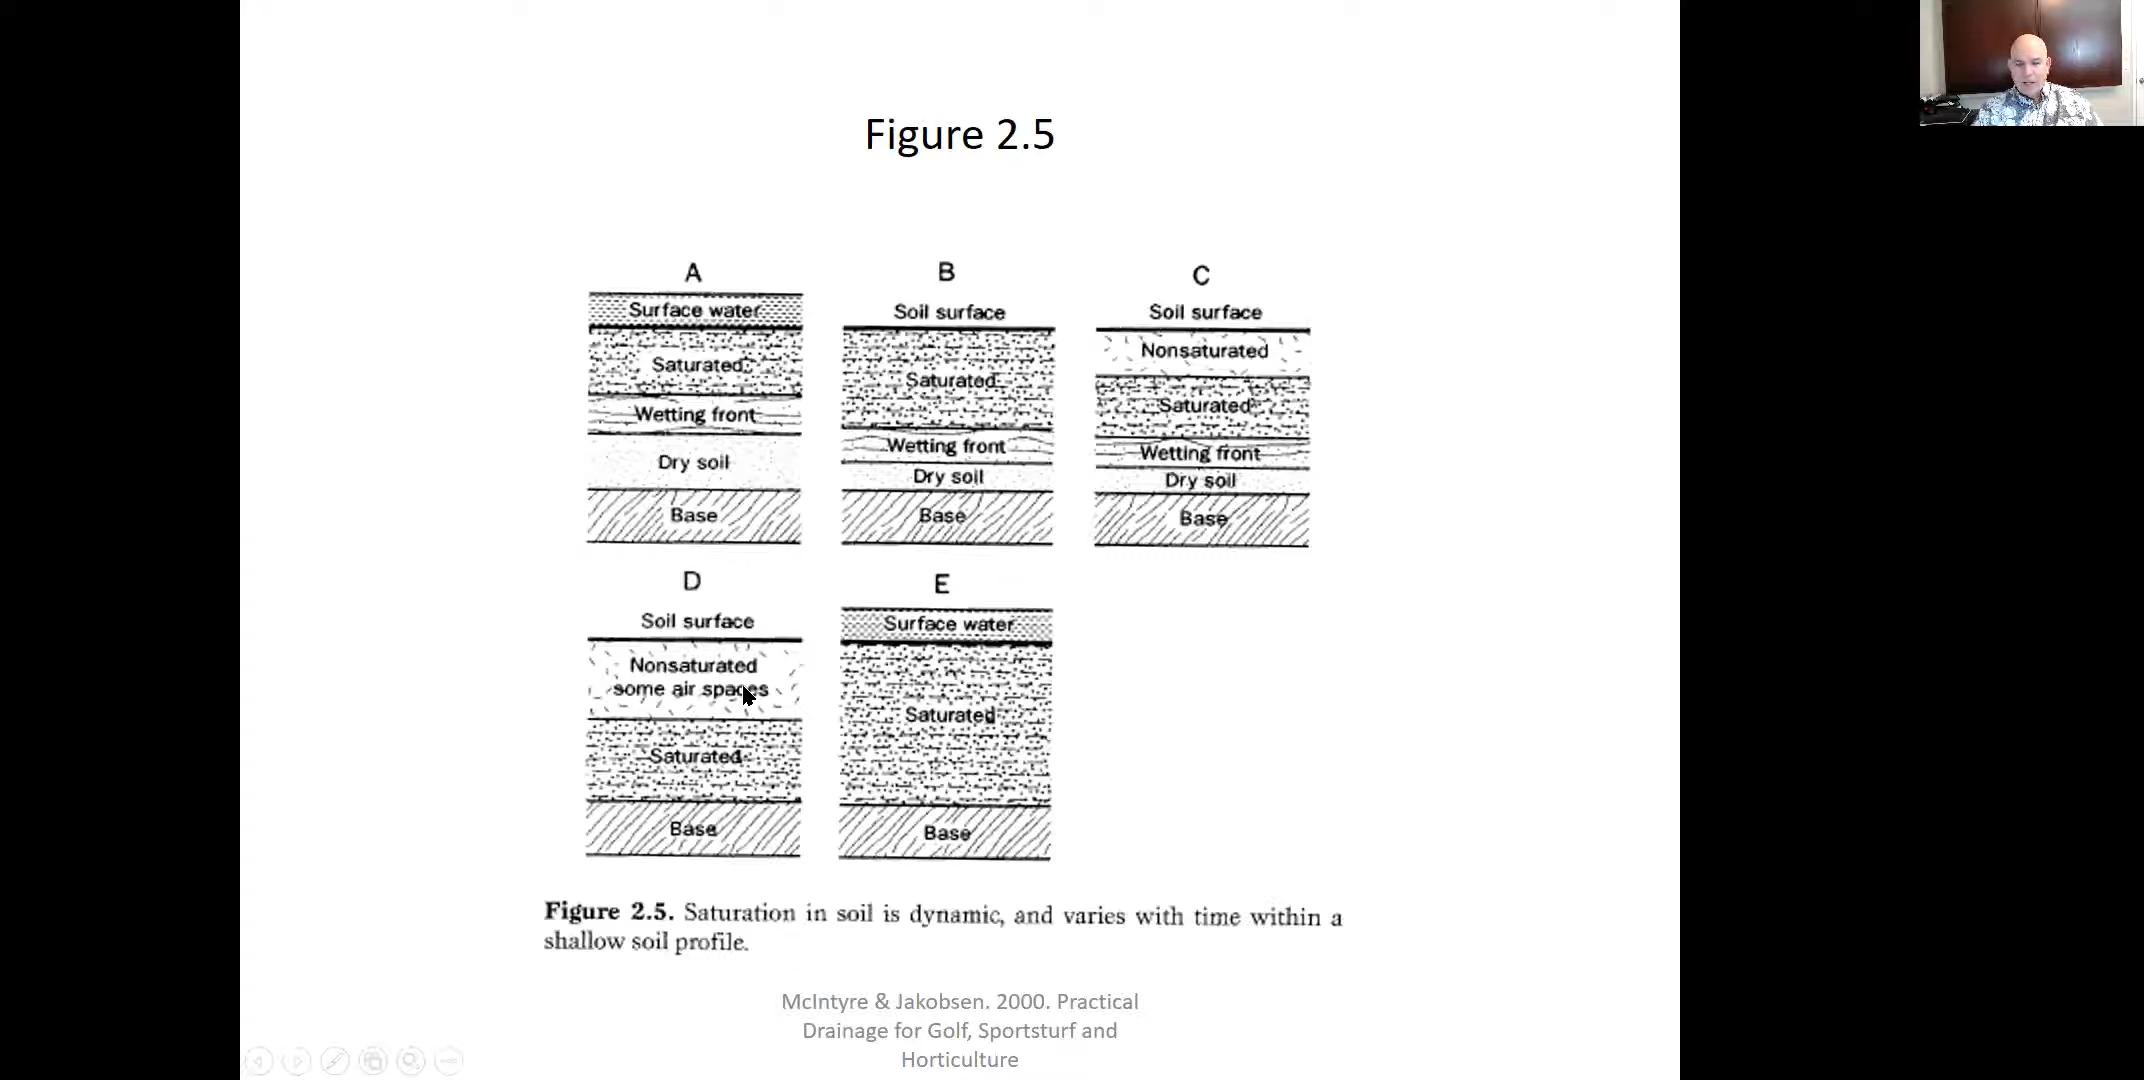 Figure 2.5
A
B
C
Surface water
Saturated
Wetting front
Dry soil
Base
Soil surface
Saturated
Wetting front
Dry soil
Base
Soil surface
Nonsaturated
Saturated
Wetting front
Dry soil
Base
D
E
Soil surface
Nonsaturated
some air spaces
Saturated
Base
Surface water
Saturated
Base
Figure 2.5. Saturation in soil is dynamic, and varies with time within a
shallow soil profile.
McIntyre & Jakobsen. 2000. Practical
Drainage for Golf, Sportsturf and
Horticulture